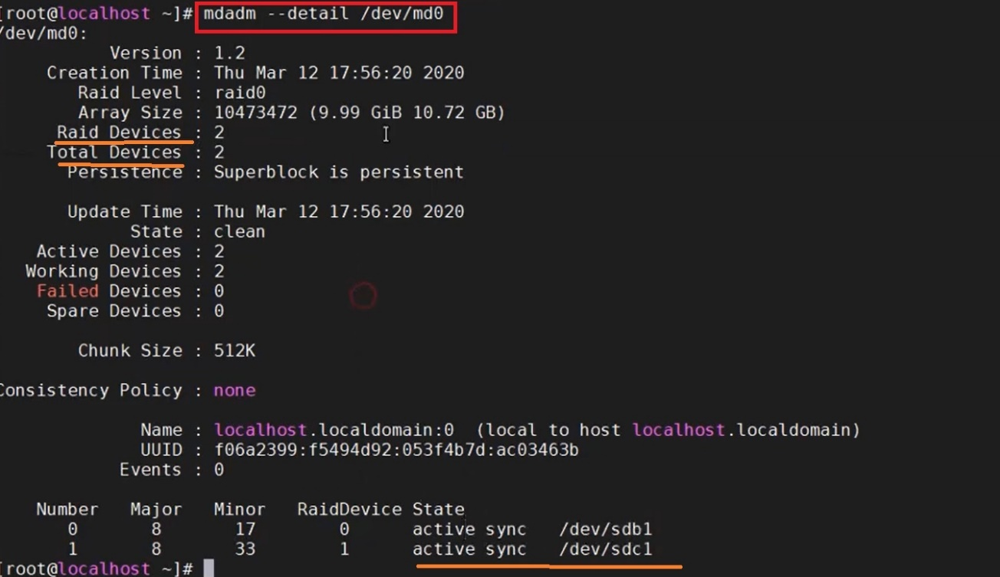 [root@localhost ~]# mdadm --detail /dev/md0
/dev/md0:
Version : 1.2
Creation Time : Thu Mar 12 17:56:20 2020
Raid Level : raid0
Array Size : 10473472 (9.99 GiB 10.72 GB)
Raid Devices : 2
Total Devices : 2
Persistence : Superblock is persistent
Update Time : Thu Mar 12 17:56:20 2020
State : clean
Active Devices : 2
Working Devices : 2
Failed Devices : 0
Spare Devices : 0
Chunk Size : 512K
Consistency Policy : none
Name : localhost.localdomain:0 (local to host localhost.localdomain)
UUID : f06a2399:f5494d92:053f4b7d:ac03463b
Events : 0
Number Major Minor RaidDevice State
0 8 17 0 active sync /dev/sdb1
1 8 33 1 active sync /dev/sdc1
[root@localhost ~]#